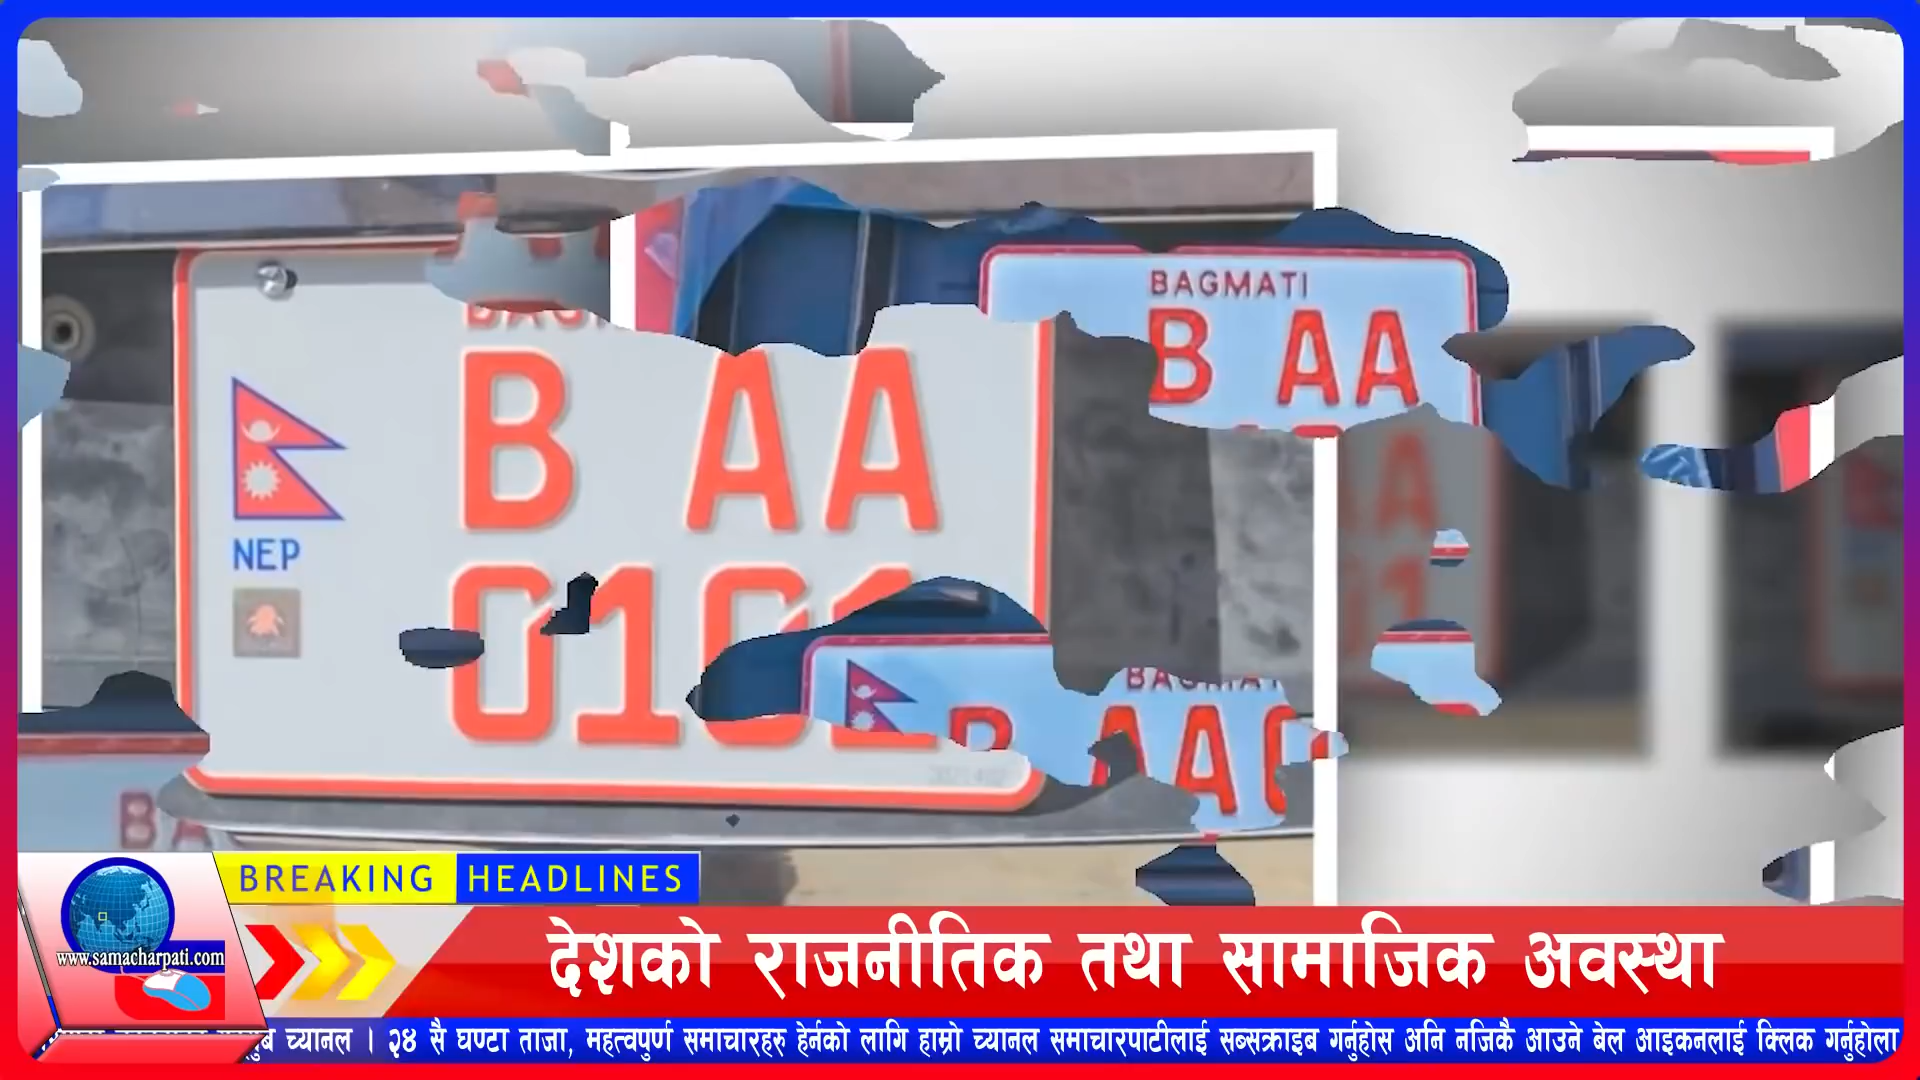 BAGMATI
B AA
B AA
NEP
BREAKING HEADLINES
www.samacharpati.com
देशको राजनीतिक तथा सामाजिक अवस्था
च्यानल । २४ सै घण्टा ताजा, महत्वपुर्ण समाचारहरु हेर्नको लागि हाम्रो च्यानल समाचारपाटीलाई सब्सक्राइब गर्नुहोस अनि नजिकै आउने बेल आइकनलाई क्लिक गर्नुहोला